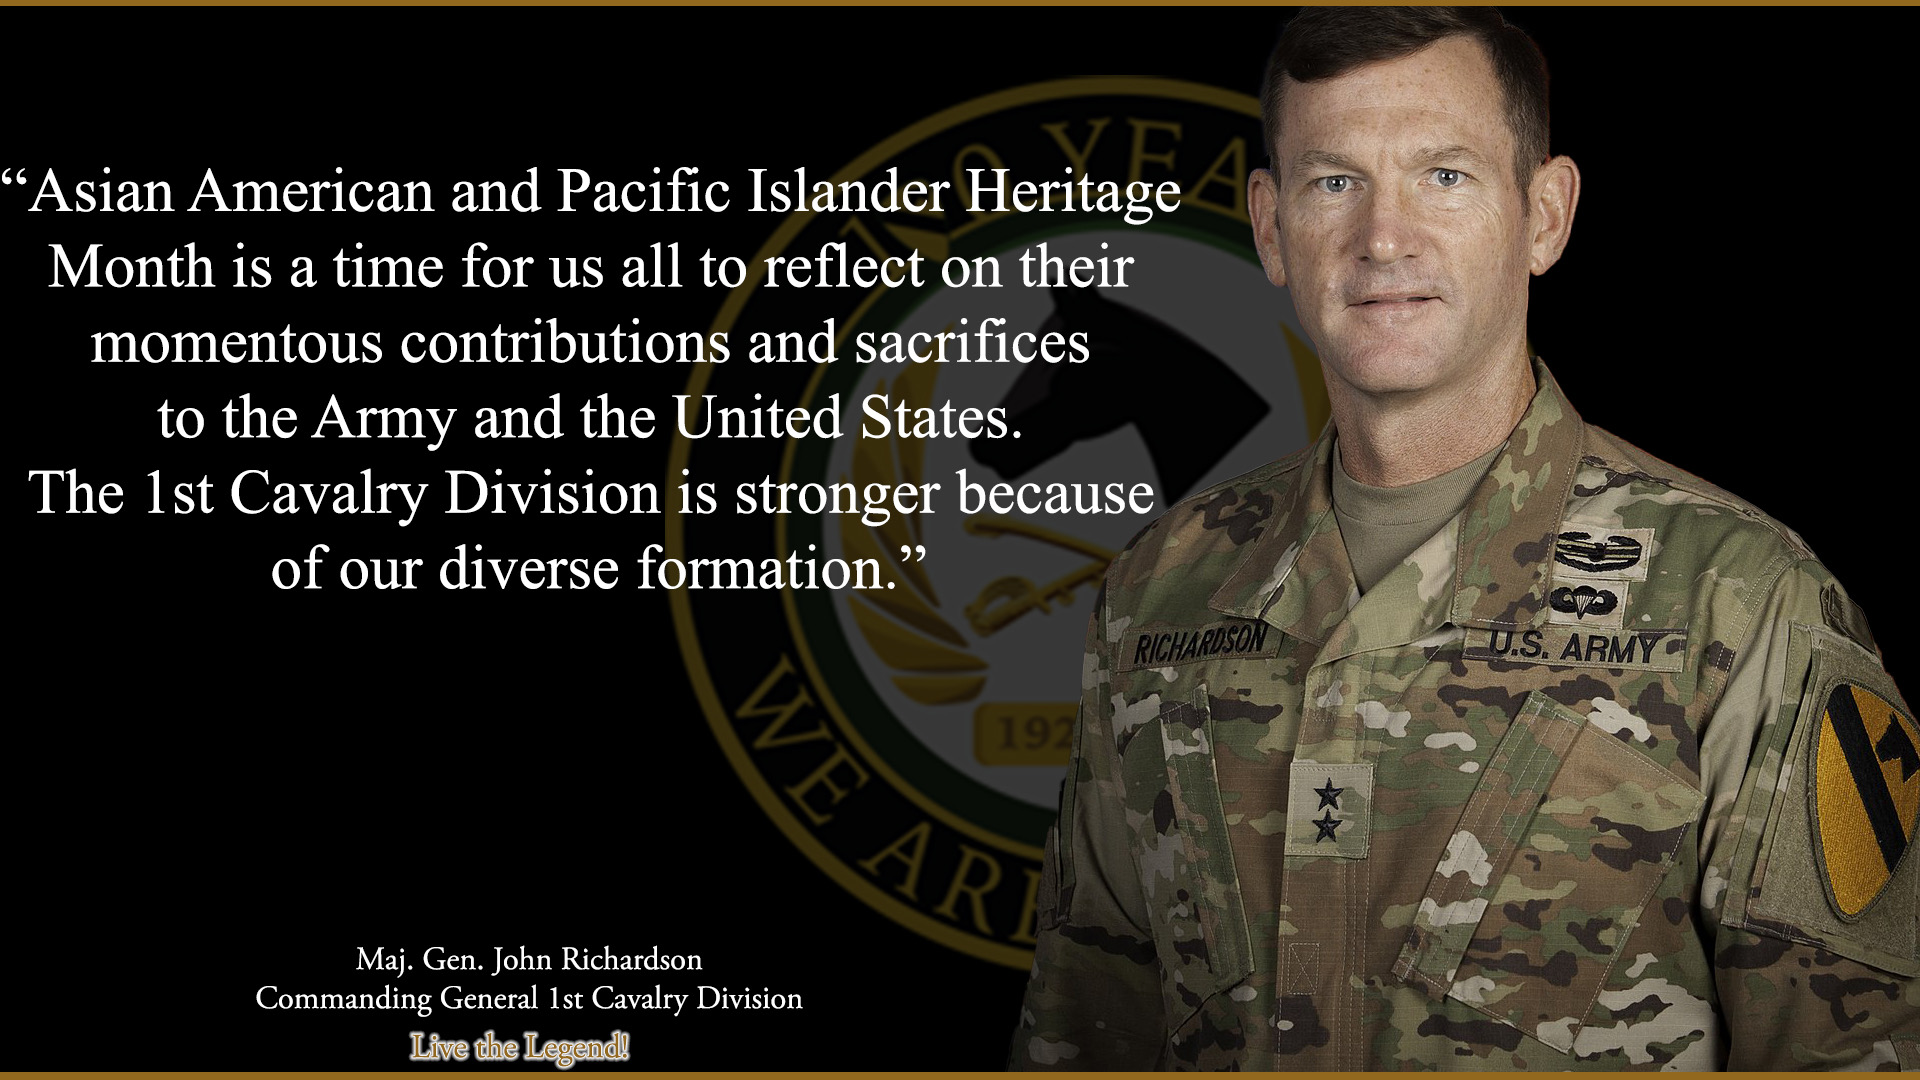 “Asian American and Pacific Islander Heritage
Month is a time for us all to reflect on their
momentous contributions and sacrifices
to the Army and the United States.
The 1st Cavalry Division is stronger because
of our diverse formation.”
Maj. Gen. John Richardson
Commanding General 1st Cavalry Division
Live the Legend!
RICHARDSON
U.S. ARMY
WE ARE